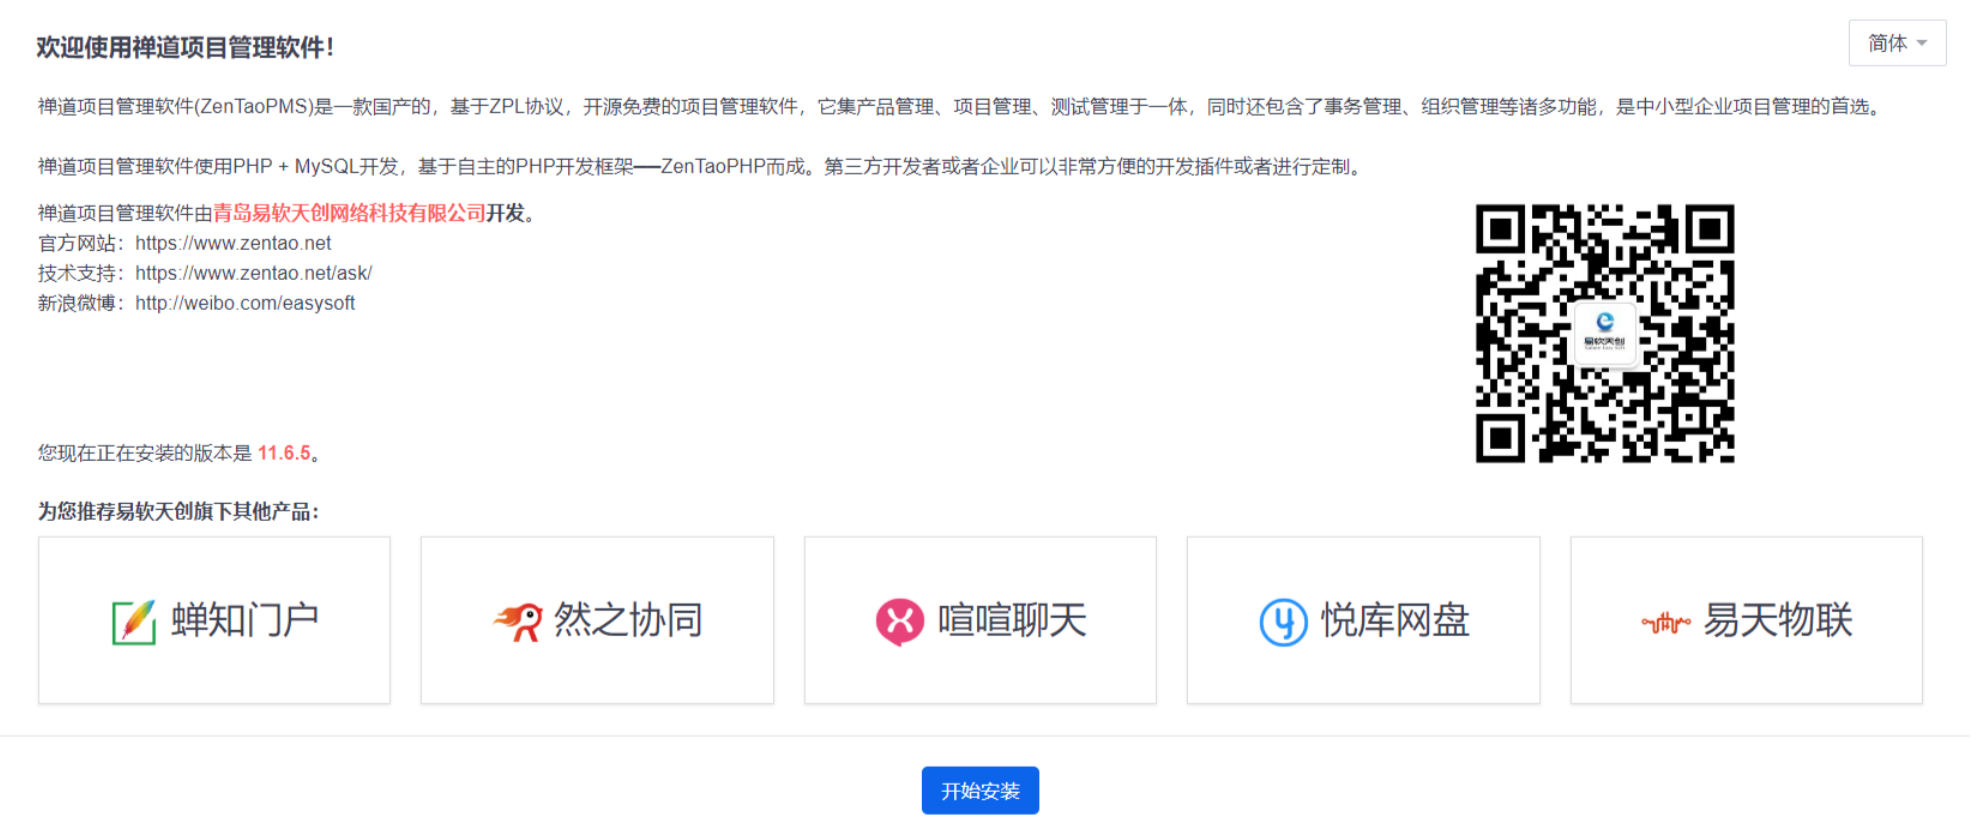 欢迎使用禅道项目管理软件！
简体
禅道项目管理软件(ZenTaoPMS)是一款国产的，基于ZPL协议，开源免费的项目管理软件，它集产品管理、项目管理、测试管理于一体，同时还包含了事务管理、组织管理等诸多功能，是中小型企业项目管理的首选。
禅道项目管理软件使用PHP + MySQL开发，基于自主的PHP开发框架──ZenTaoPHP而成。第三方开发者或者企业可以非常方便的开发插件或者进行定制。
禅道项目管理软件由青岛易软天创网络科技有限公司开发。
官方网站：https://www.zentao.net
技术支持：https://www.zentao.net/ask/
新浪微博：http://weibo.com/easysoft
易软天创
您现在正在安装的版本是 11.6.5。
为您推荐易软天创旗下其他产品：
蝉知门户
然之协同
喧喧聊天
悦库网盘
易天物联
开始安装